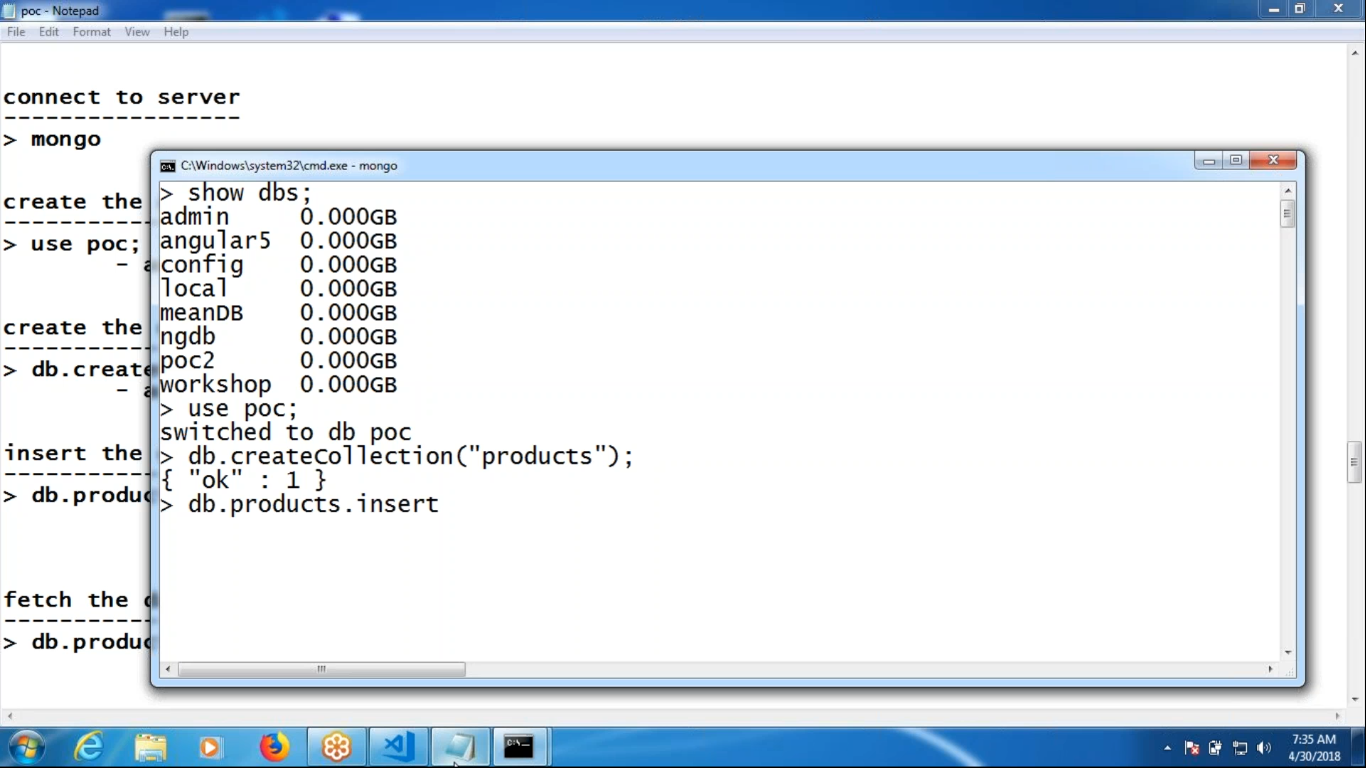 poc - Notepad
File Edit Format View Help
connect to server
-----------------
> mongo
create the
> use poc;
create the
> db.create
insert the
> db.produc
fetch the
> db.produc
C:\Windows\system32\cmd.exe - mongo
> show dbs;
admin 0.000GB
angular5 0.000GB
config 0.000GB
local 0.000GB
meanDB 0.000GB
ngdb 0.000GB
poc2 0.000GB
workshop 0.000GB
> use poc;
switched to db poc
> db.createCollection("products");
{ "ok" : 1 }
> db.products.insert
7:35 AM
4/30/2018